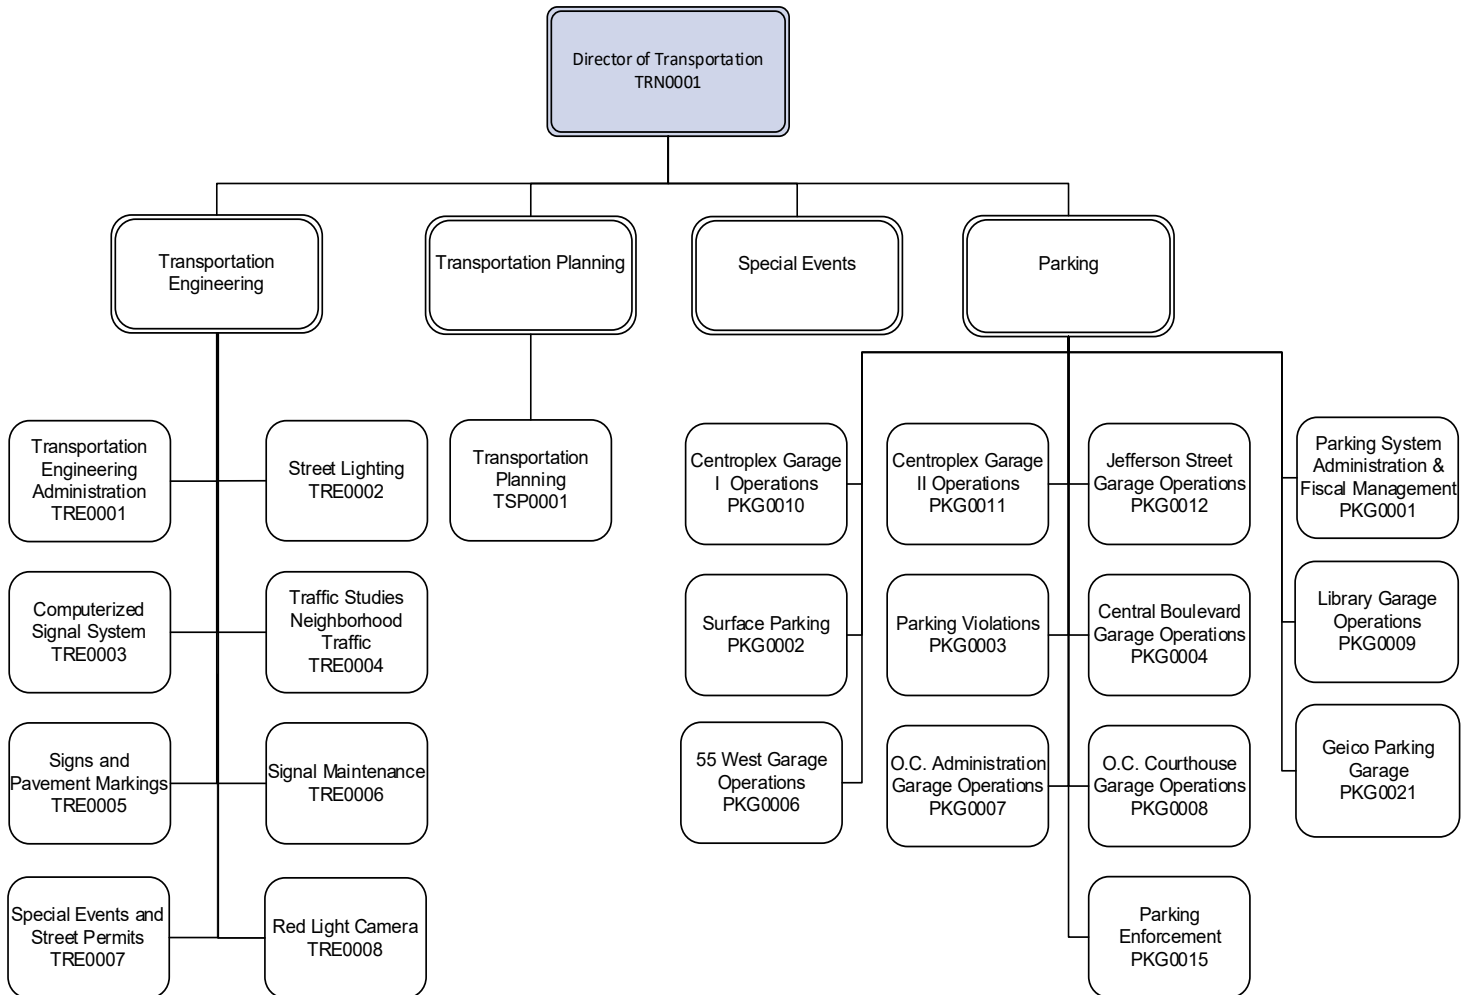 Director of Transportation
TRN0001
Transportation
Engineering
Transportation Planning
Special Events
Parking
Transportation
Engineering
Administration
TRE0001
Street Lighting
TRE0002
Transportation
Planning
TSP0001
Centroplex Garage
I Operations
PKG0010
Centroplex Garage
II Operations
PKG0011
Jefferson Street
Garage Operations
PKG0012
Parking System
Administration &
Fiscal Management
PKG0001
Computerized
Signal System
TRE0003
Traffic Studies
Neighborhood
Traffic
TRE0004
Surface Parking
PKG0002
Parking Violations
PKG0003
Central Boulevard
Garage Operations
PKG0004
Library Garage
Operations
PKG0009
Signs and
Pavement Markings
TRE0005
Signal Maintenance
TRE0006
55 West Garage
Operations
PKG0006
O.C. Administration
Garage Operations
PKG0007
O.C. Courthouse
Garage Operations
PKG0008
Geico Parking
Garage
PKG0021
Special Events and
Street Permits
TRE0007
Red Light Camera
TRE0008
Parking
Enforcement
PKG0015